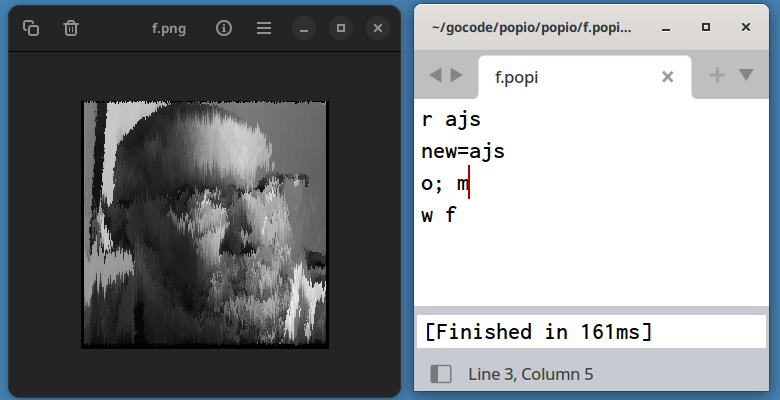 f.png
~/gocode/popio/popio/f.popi...
f.popi
r ajs
new=ajs
o; m
w f
[Finished in 161ms]
Line 3, Column 5